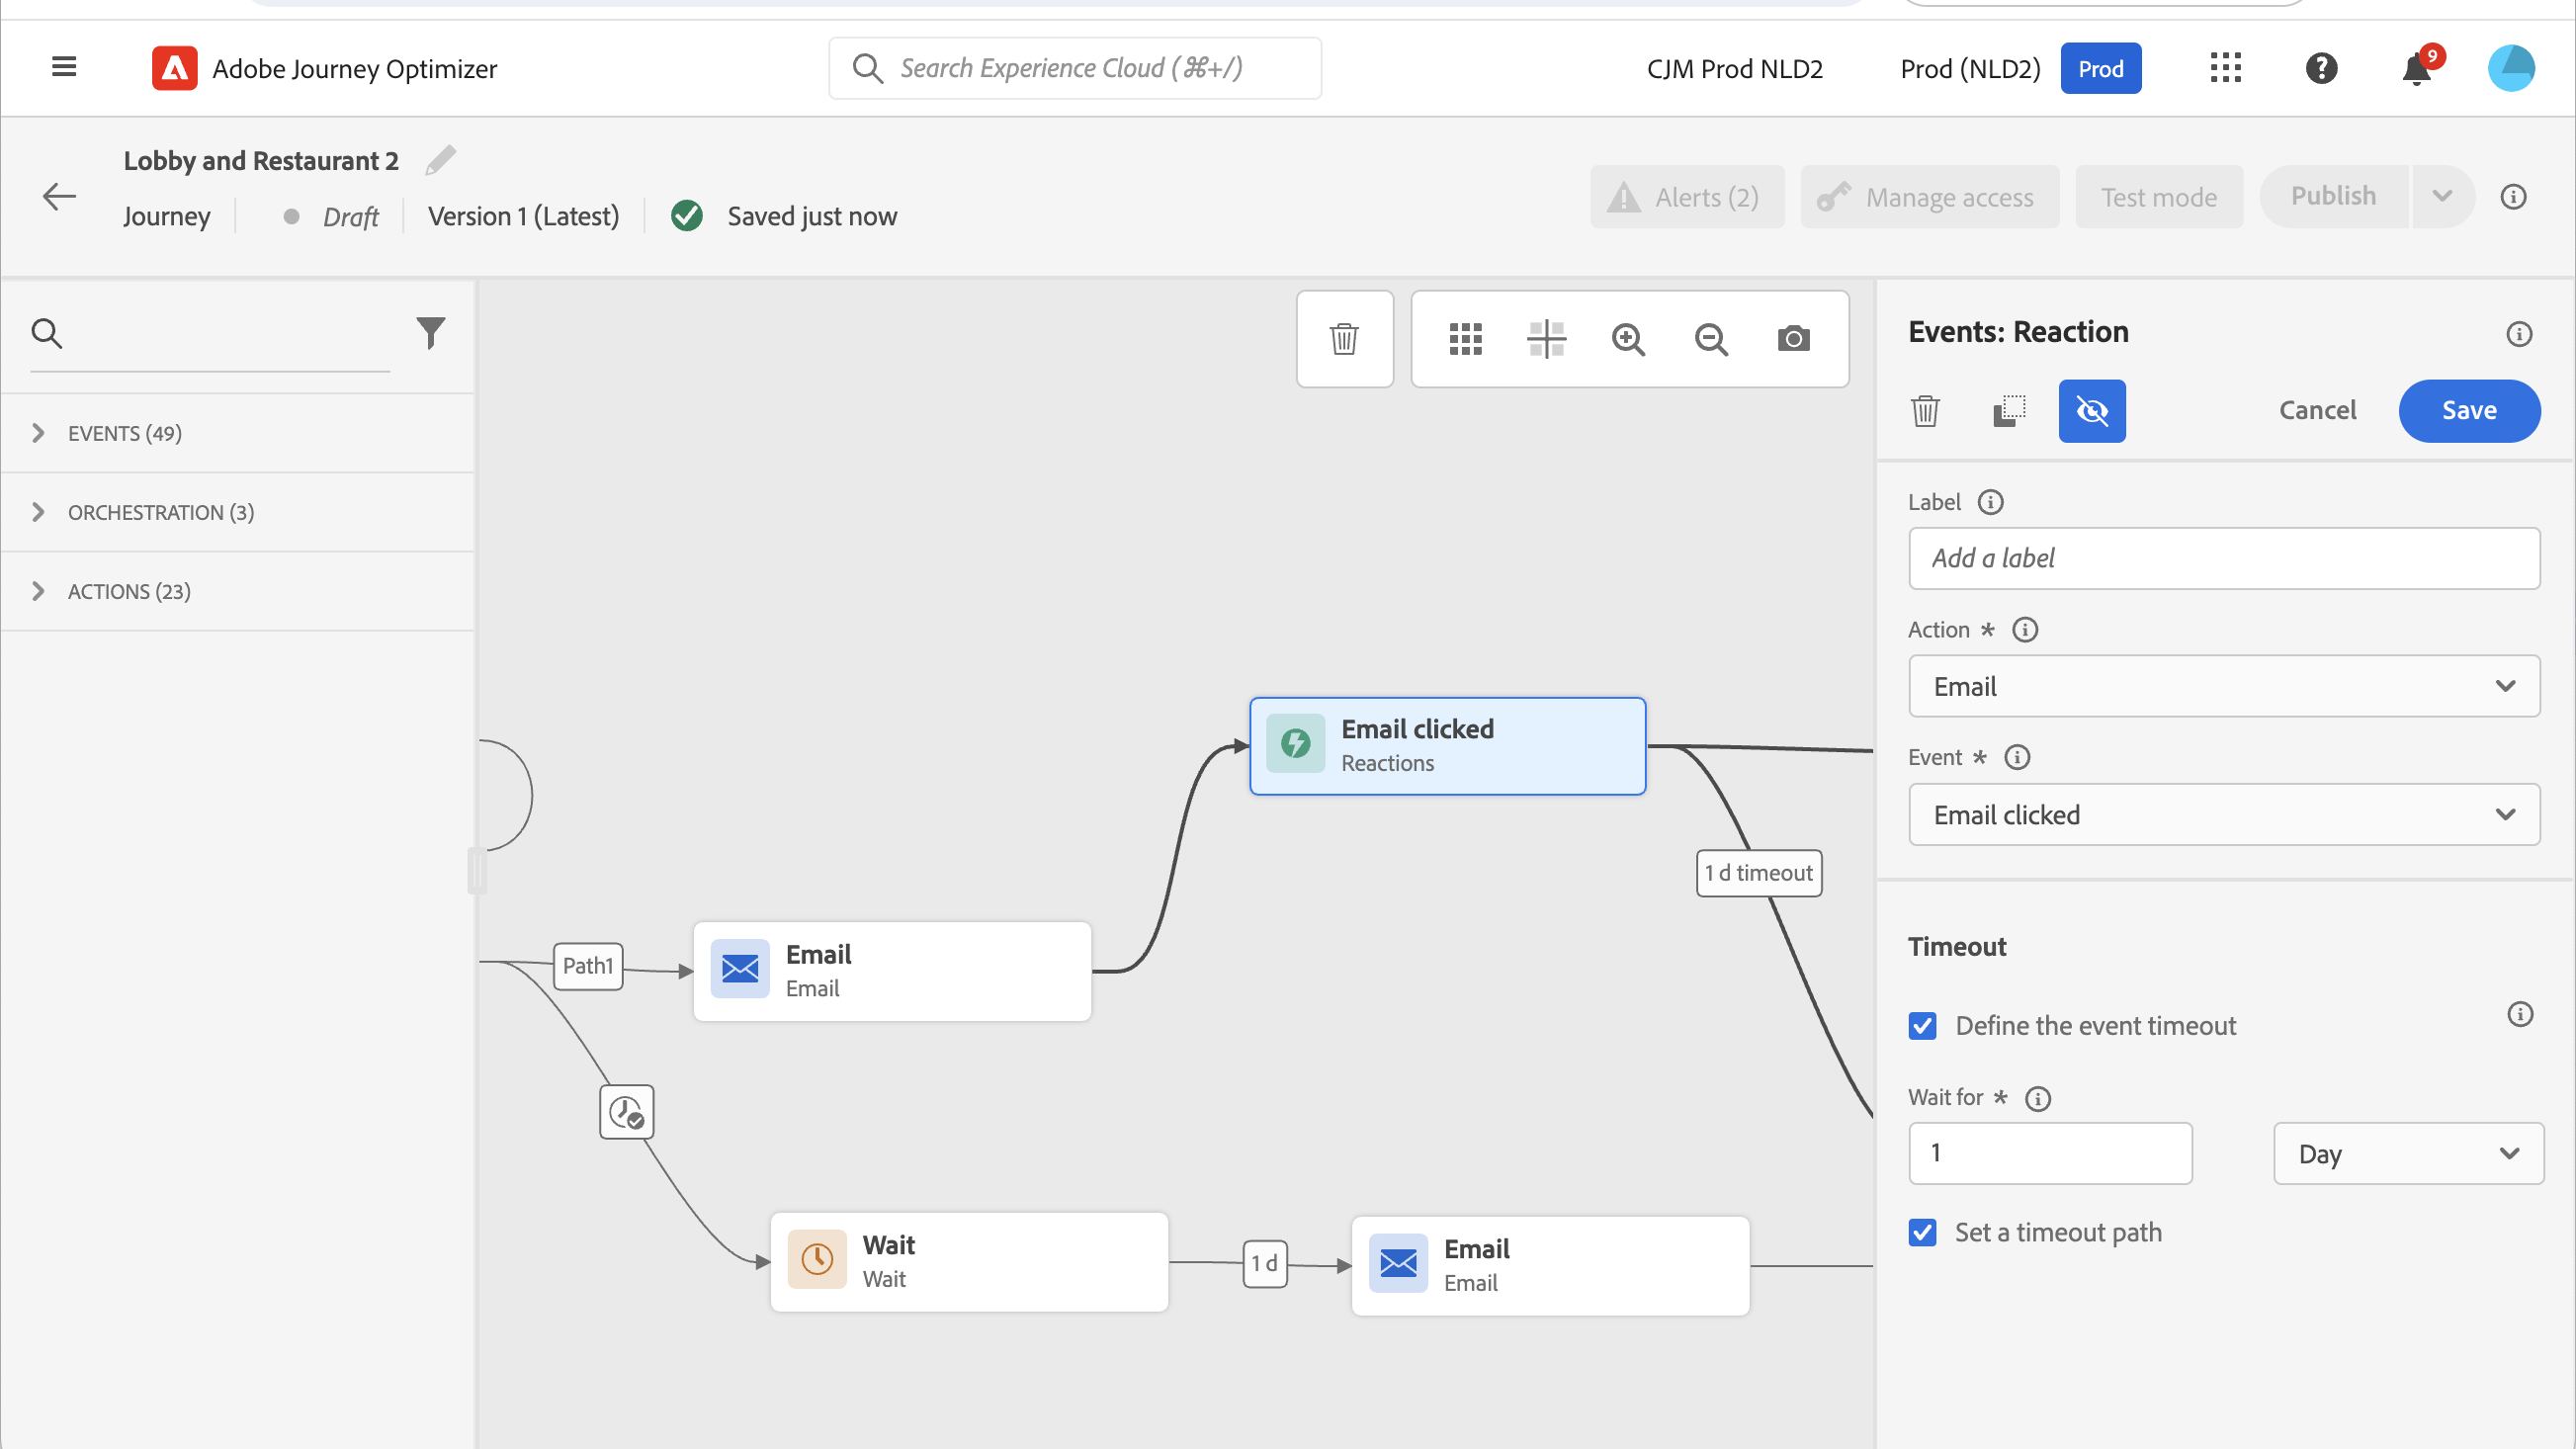 Adobe Journey Optimizer
Search Experience Cloud (⌘+/)
CJM Prod NLD2
Prod (NLD2)
Prod
9
Lobby and Restaurant 2
Journey
Draft
Version 1 (Latest)
Saved just now
Alerts (2)
Manage access
Test mode
Publish
EVENTS (49)
ORCHESTRATION (3)
ACTIONS (23)
Email clicked
Reactions
1 d timeout
Path1
Email
Email
Wait
Wait
1 d
Email
Email
Events: Reaction
Cancel
Save
Label
Add a label
Action *
Email
Event *
Email clicked
Timeout
Define the event timeout
Wait for *
1
Day
Set a timeout path